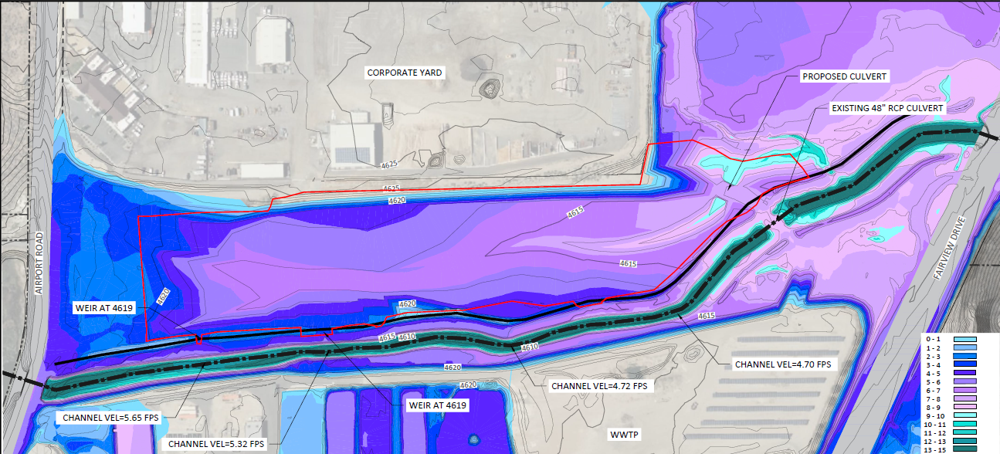 CORPORATE YARD
PROPOSED CULVERT
EXISTING 48" RCP CULVERT
4625
4625
4620
4615
4615
AIRPORT ROAD
FAIRVIEW DRIVE
4620
WEIR AT 4619
4620
4615
4615
4610
4610
4620
4620
CHANNEL VEL=4.70 FPS
CHANNEL VEL=4.72 FPS
WEIR AT 4619
CHANNEL VEL=5.65 FPS
CHANNEL VEL=5.32 FPS
WWTP
0 - 1
1 - 2
2 - 3
3 - 4
4 - 5
5 - 6
6 - 7
7 - 8
8 - 9
9 - 10
10 - 11
11 - 12
12 - 13
13 - 15